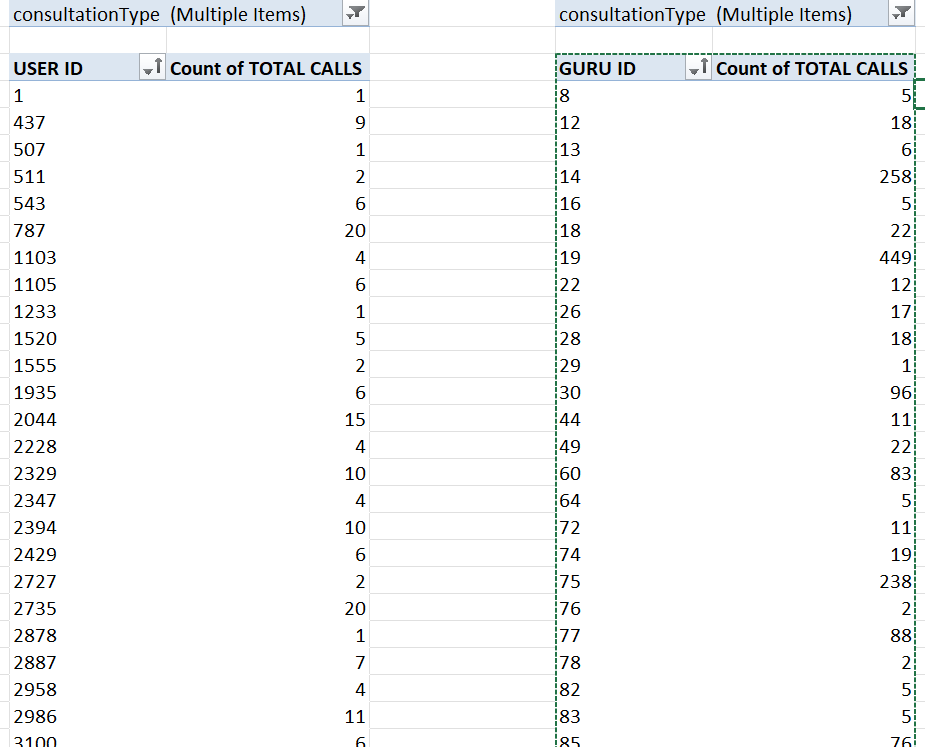 consultationType (Multiple Items) consultationType (Multiple Items)
USER ID Count of TOTAL CALLS GURU ID Count of TOTAL CALLS
1 1 8 5
437 9 12 18
507 1 13 6
511 2 14 258
543 6 16 5
787 20 18 22
1103 4 19 449
1105 6 22 12
1233 1 26 17
1520 5 28 18
1555 2 29 1
1935 6 30 96
2044 15 44 11
2228 4 49 22
2329 10 60 83
2347 4 64 5
2394 10 72 11
2429 6 74 19
2727 2 75 238
2735 20 76 2
2878 1 77 88
2887 7 78 2
2958 4 82 5
2986 11 83 5
3100 6 85 76